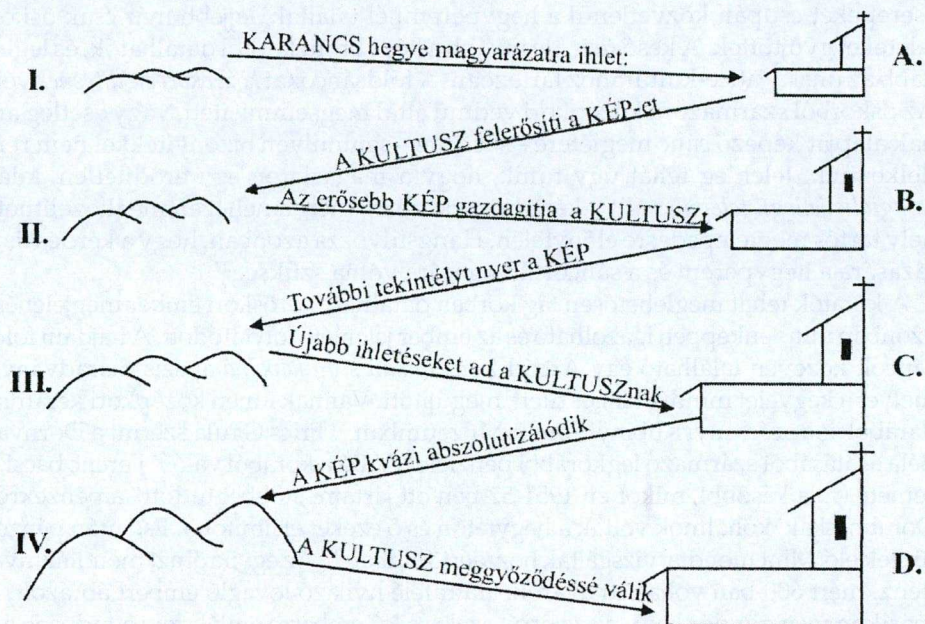 KARANCS hegye magyarázatra ihlet:
I.
A.
A KULTUSZ felerősíti a KÉP-et
Az erősebb KÉP gazdagítja a KULTUSZt
II.
B.
További tekintélyt nyer a KÉP
Újabb ihletéseket ad a KULTUSZnak
III.
C.
A KÉP kvázi abszolutizálódik
IV.
A KULTUSZ meggyőződéssé válik
D.